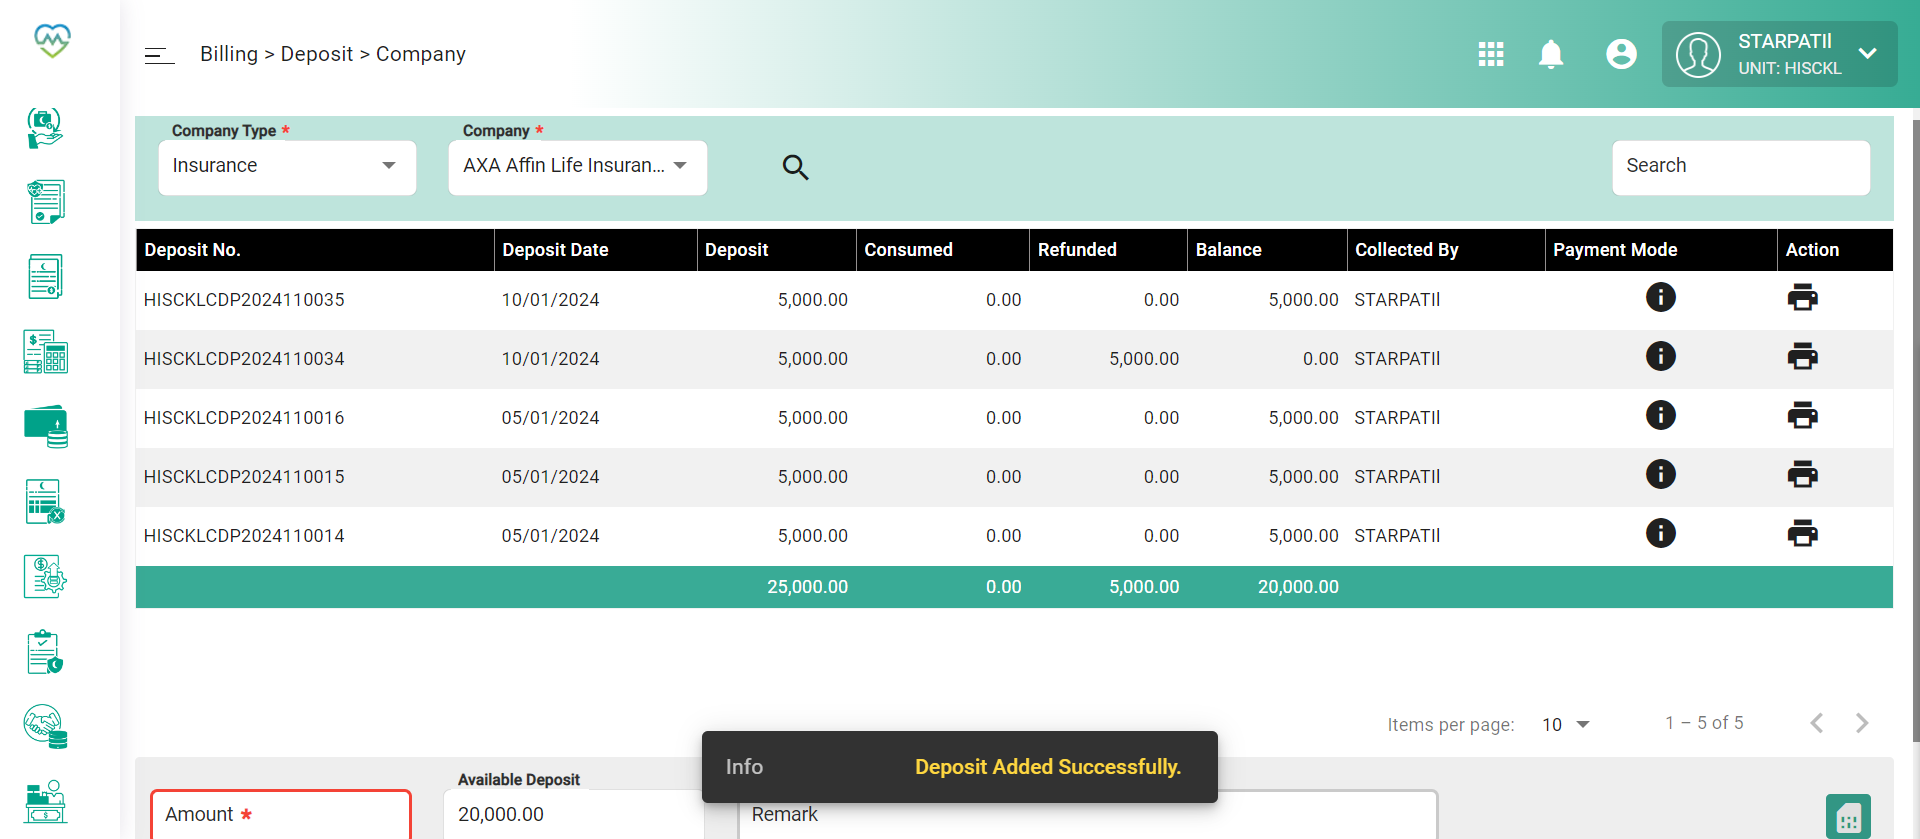 Billing > Deposit > Company
STARPATIl
UNIT: HISCKL
Company Type *
Company *
Insurance
AXA Affin Life Insuran...
Search
Deposit No. Deposit Date Deposit Consumed Refunded Balance Collected By Payment Mode Action
HISCKLCDP2024110035 10/01/2024 5,000.00 0.00 0.00 5,000.00 STARPATIl
HISCKLCDP2024110034 10/01/2024 5,000.00 0.00 5,000.00 0.00 STARPATIl
HISCKLCDP2024110016 05/01/2024 5,000.00 0.00 0.00 5,000.00 STARPATIl
HISCKLCDP2024110015 05/01/2024 5,000.00 0.00 0.00 5,000.00 STARPATIl
HISCKLCDP2024110014 05/01/2024 5,000.00 0.00 0.00 5,000.00 STARPATIl
25,000.00 0.00 5,000.00 20,000.00
Items per page: 10 1 – 5 of 5
Info Deposit Added Successfully.
Available Deposit
Amount * 20,000.00 Remark